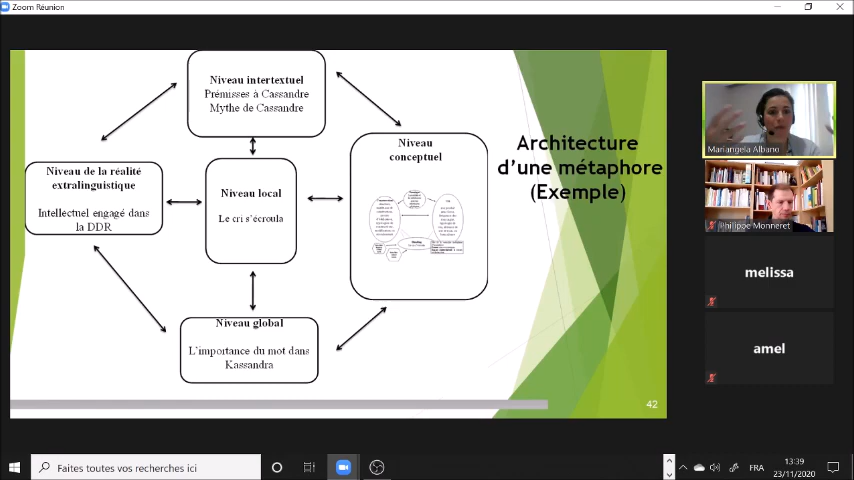 Zoom Réunion
Niveau intertextuel
Prémisses à Cassandre
Mythe de Cassandre
Niveau de la réalité
extralinguistique
Intellectuel engagé dans
la DDR
Niveau local
Le cri s'écroula
Niveau
conceptuel
Niveau global
L'importance du mot dans
Kassandra
Architecture
d'une métaphore
(Exemple)
42
Mariangela Albano
Philippe Monneret
melissa
amel
Faites toutes vos recherches ici
FRA
13:39
23/11/2020